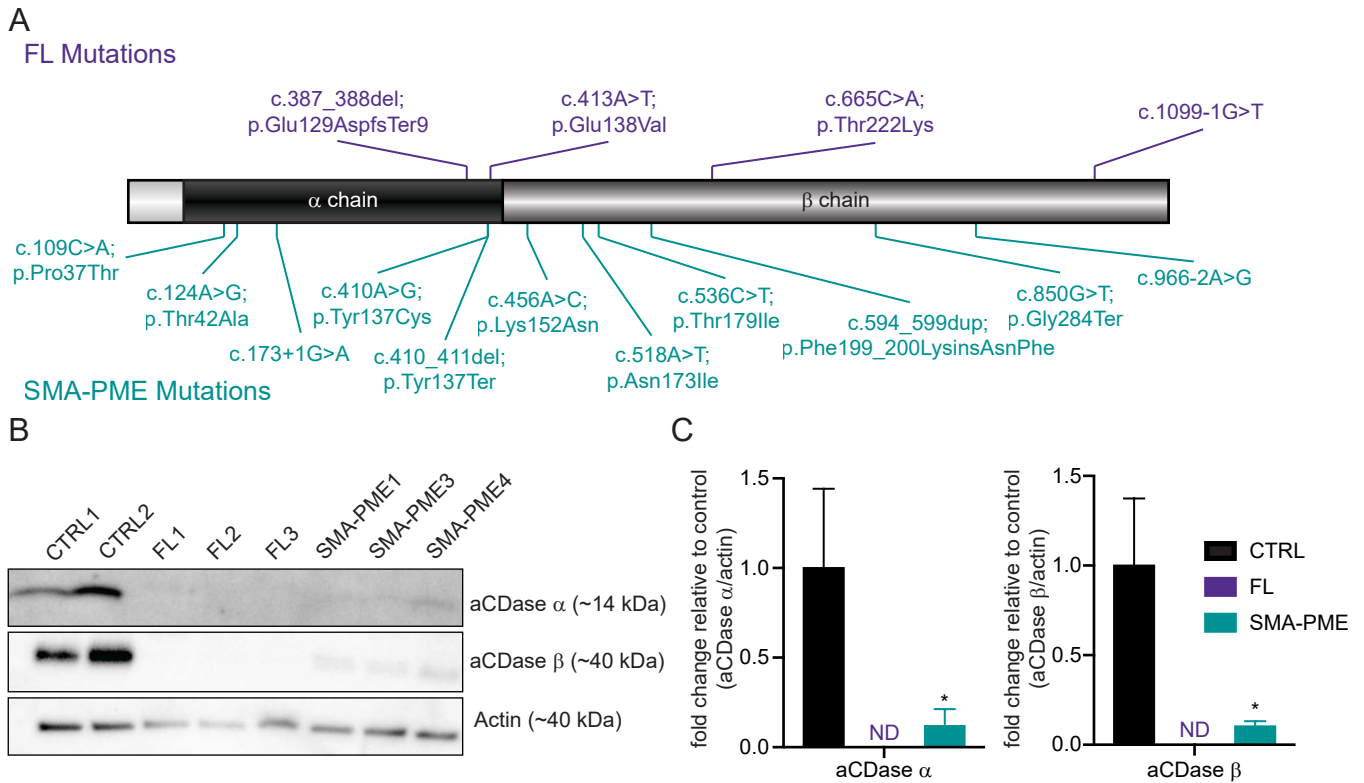 A
FL Mutations
c.387_388del;
p.Glu129AspfsTer9
c.413A>T;
p.Glu138Val
c.665C>A;
p.Thr222Lys
c.1099-1G>T
α chain
β chain
c.109C>A;
p.Pro37Thr
c.124A>G;
p.Thr42Ala
c.173+1G>A
c.410A>G;
p.Tyr137Cys
c.410_411del;
p.Tyr137Ter
c.456A>C;
p.Lys152Asn
c.518A>T;
p.Asn173Ile
c.536C>T;
p.Thr179Ile
c.594_599dup;
p.Phe199_200LysinsAsnPhe
c.850G>T;
p.Gly284Ter
c.966-2A>G
SMA-PME Mutations
B
CTRL1
CTRL2
FL1
FL2
FL3
SMA-PME1
SMA-PME3
SMA-PME4
aCDase α (~14 kDa)
aCDase β (~40 kDa)
Actin (~40 kDa)
C
fold change relative to control
(aCDase α/actin)
1.5
1.0
0.5
0.0
ND
*
aCDase α
fold change relative to control
(aCDase β/actin)
1.5
1.0
0.5
0.0
ND
*
aCDase β
CTRL
FL
SMA-PME